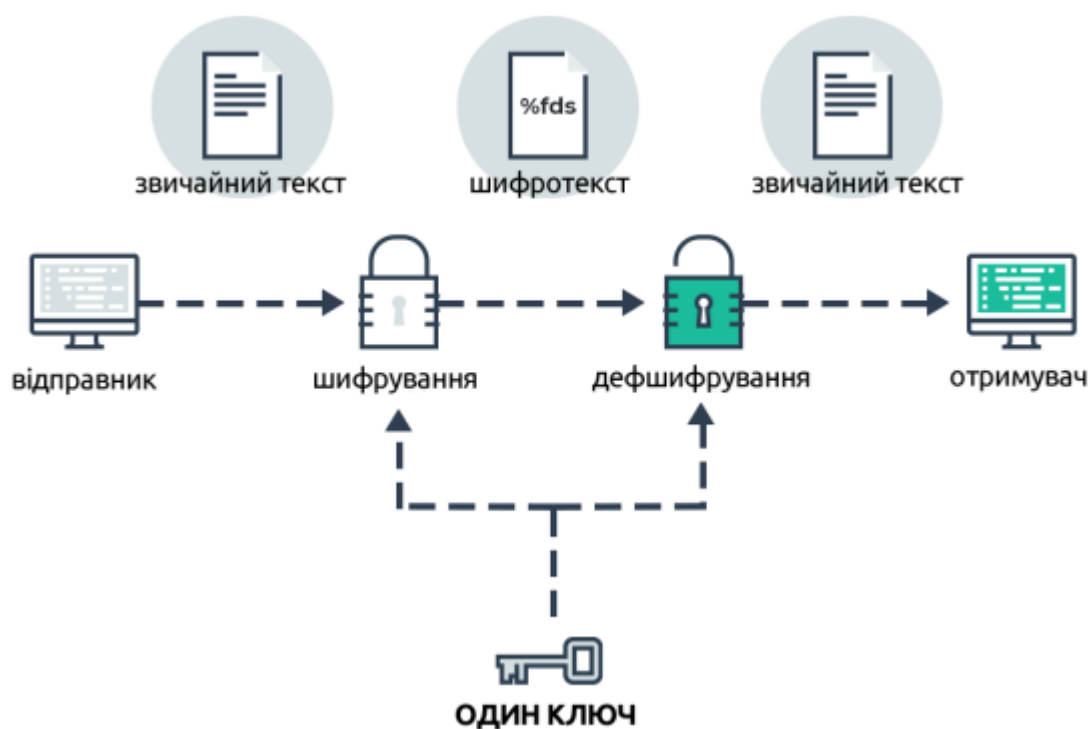 %fds
звичайний текст
шифротекст
звичайний текст
відправник
шифрування
дефшифрування
отримувач
один ключ